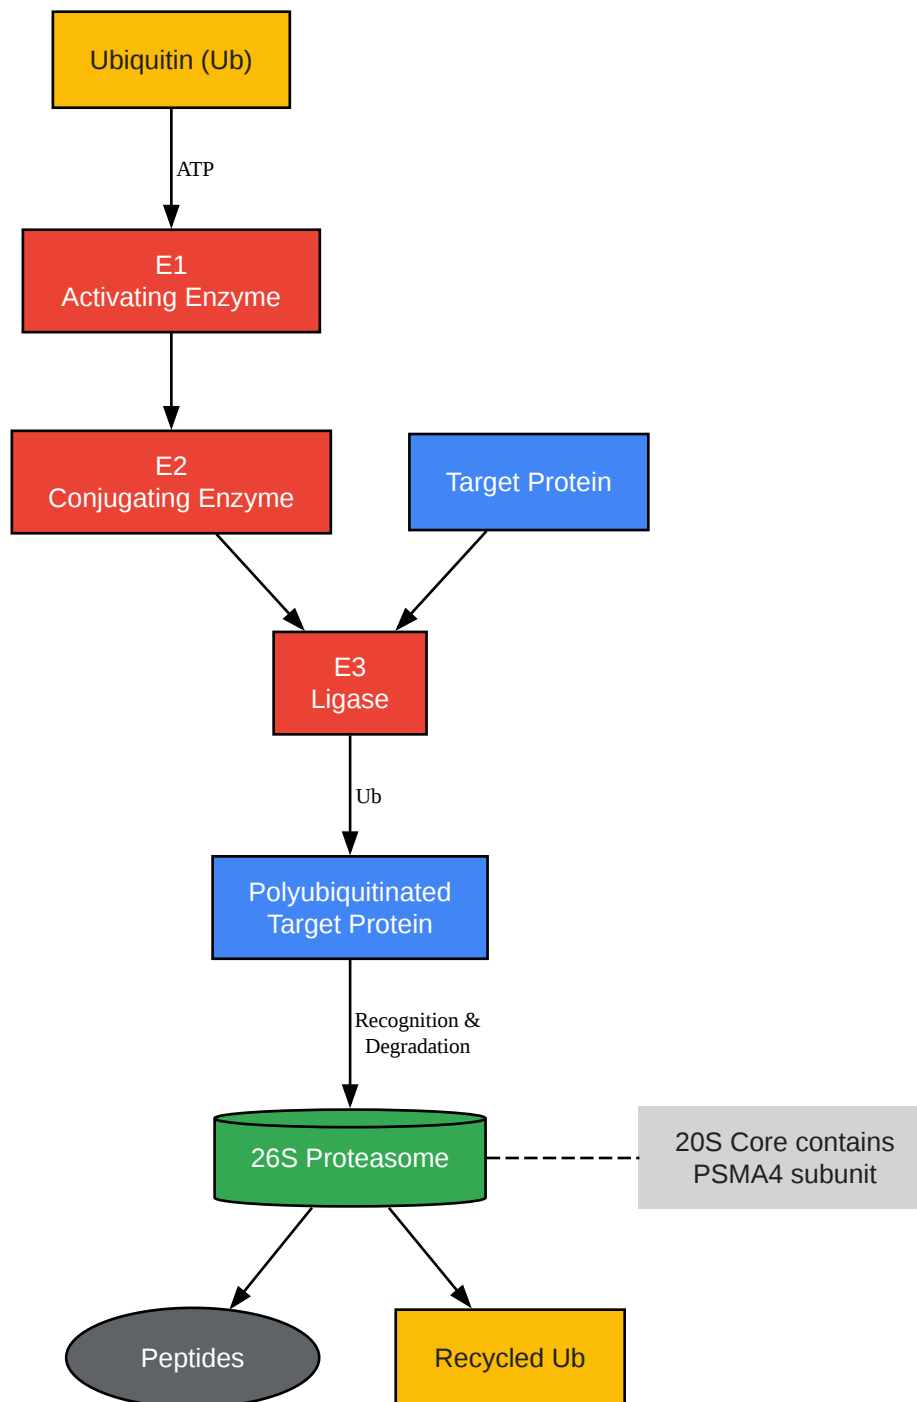 Ubiquitin (Ub)
ATP
E1
Activating Enzyme
E2
Conjugating Enzyme
Target Protein
E3
Ligase
Ub
Polyubiquitinated
Target Protein
Recognition &
Degradation
26S Proteasome
20S Core contains
PSMA4 subunit
Peptides
Recycled Ub